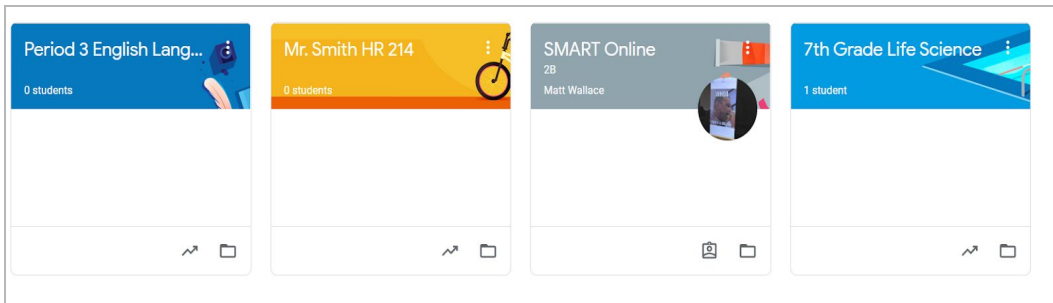 Period 3 English Lang...
0 students
Mr. Smith HR 214
0 students
SMART Online
2B
Matt Wallace
7th Grade Life Science
1 student